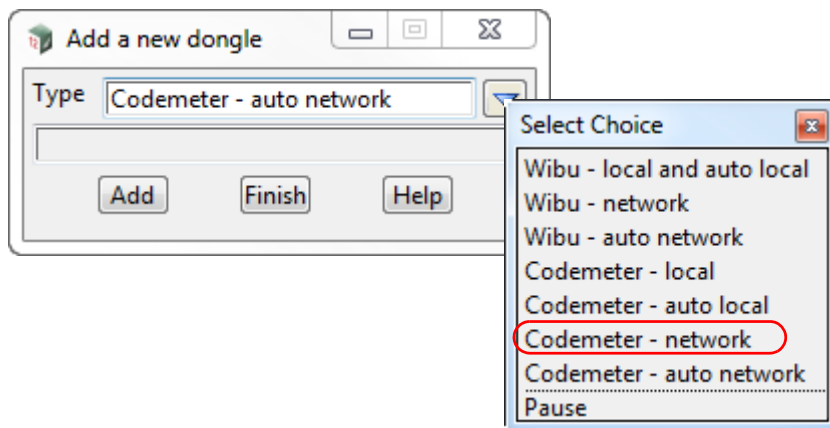 Add a new dongle
Type Codemeter - auto network
Add Finish Help
Select Choice
Wibu - local and auto local
Wibu - network
Wibu - auto network
Codemeter - local
Codemeter - auto local
Codemeter - network
Codemeter - auto network
Pause